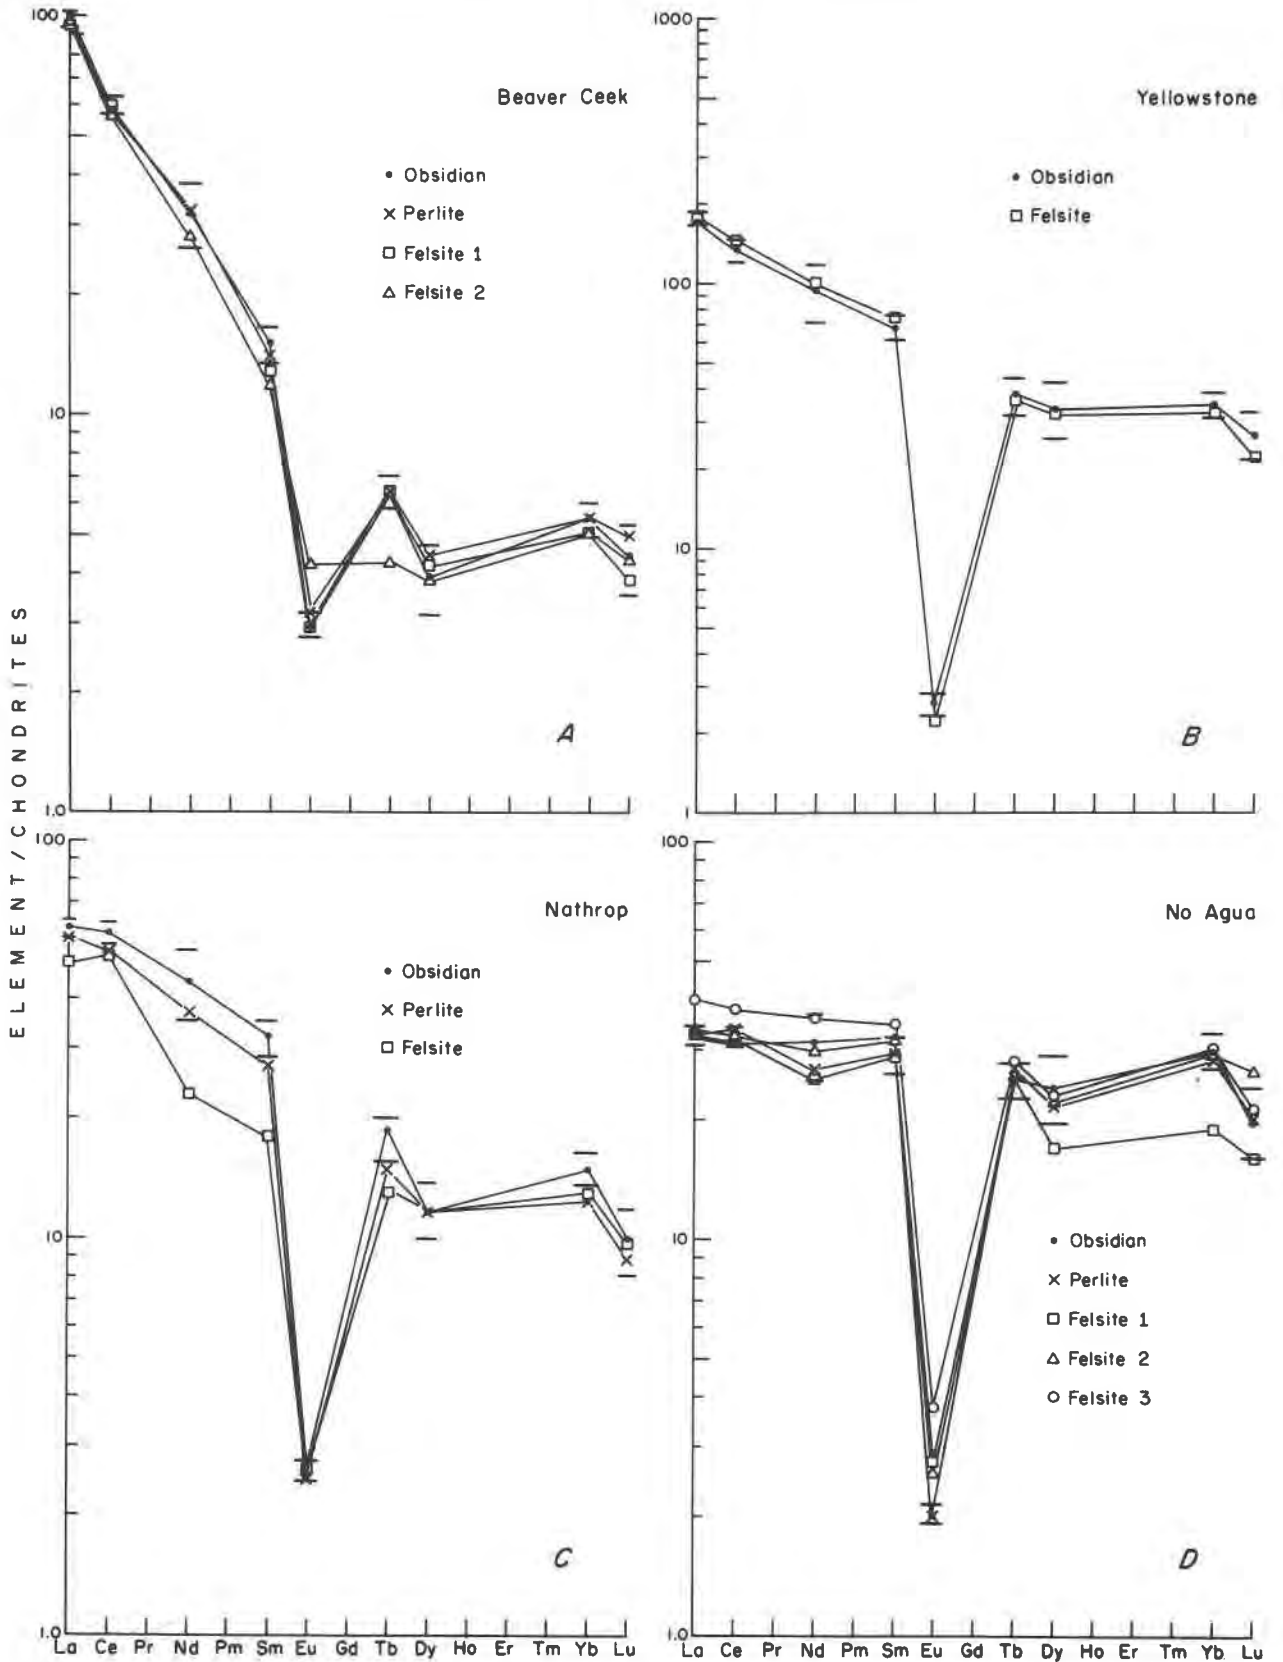 ELEMENT/CHONDRITES
100
10
1.0
Beaver Ceek
• Obsidian
× Perlite
□ Felsite 1
△ Felsite 2
A
1000
100
10
1
Yellowstone
• Obsidian
□ Felsite
B
100
10
1.0
Nathrop
• Obsidian
× Perlite
□ Felsite
C
La Ce Pr Nd Pm Sm Eu Gd Tb Dy Ho Er Tm Yb Lu
100
10
1.0
No Agua
• Obsidian
× Perlite
□ Felsite 1
△ Felsite 2
○ Felsite 3
D
La Ce Pr Nd Pm Sm Eu Gd Tb Dy Ho Er Tm Yb Lu